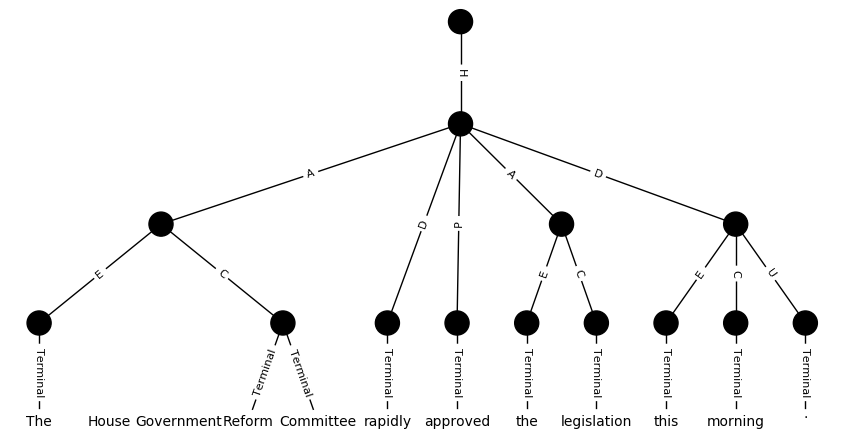 H
A D P A D
E C E C E C U
Terminal Terminal Terminal Terminal Terminal Terminal Terminal Terminal Terminal Terminal
The House Government Reform Committee rapidly approved the legislation this morning .